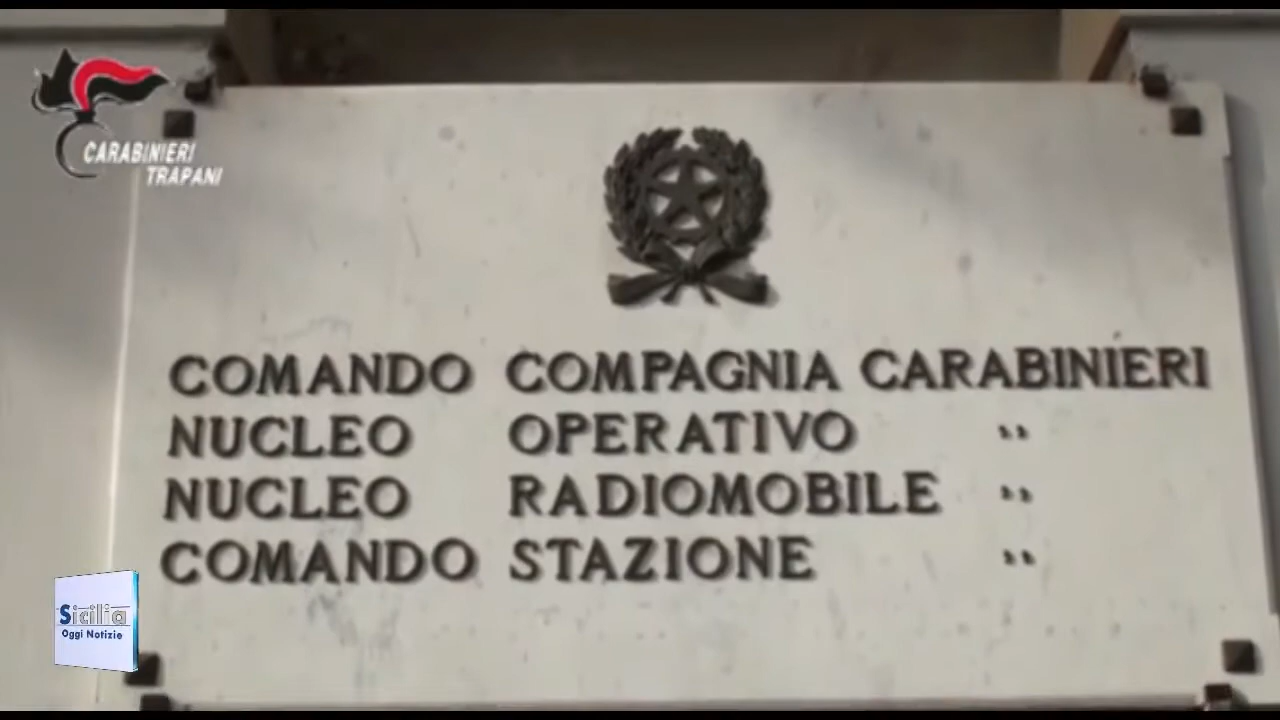 CARABINIERI
TRAPANI
COMANDO COMPAGNIA CARABINIERI
NUCLEO OPERATIVO "
NUCLEO RADIOMOBILE "
COMANDO STAZIONE "
Sicilia
Oggi Notizie